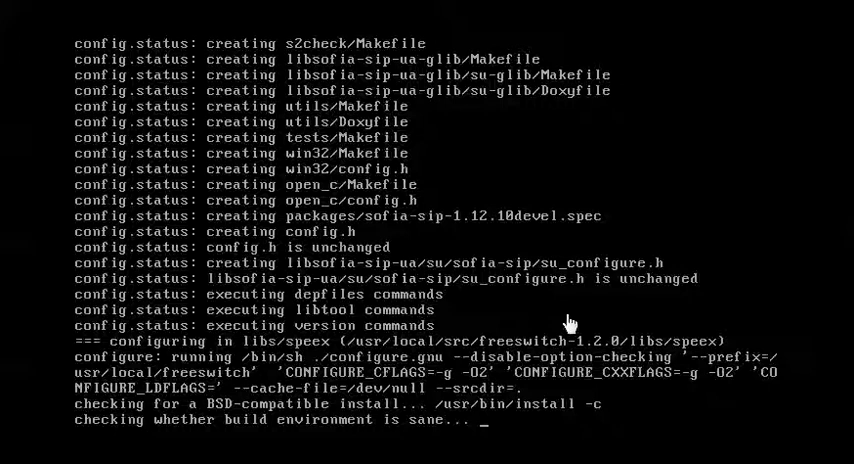 config.status: creating s2check/Makefile
config.status: creating libsofia-sip-ua-glib/Makefile
config.status: creating libsofia-sip-ua-glib/su-glib/Makefile
config.status: creating libsofia-sip-ua-glib/su-glib/Doxyfile
config.status: creating utils/Makefile
config.status: creating utils/Doxyfile
config.status: creating tests/Makefile
config.status: creating win32/Makefile
config.status: creating win32/config.h
config.status: creating open_c/Makefile
config.status: creating open_c/config.h
config.status: creating packages/sofia-sip-1.12.10devel.spec
config.status: creating config.h
config.status: config.h is unchanged
config.status: creating libsofia-sip-ua/su/sofia-sip/su_configure.h
config.status: libsofia-sip-ua/su/sofia-sip/su_configure.h is unchanged
config.status: executing depfiles commands
config.status: executing libtool commands
config.status: executing version commands
=== configuring in libs/speex (/usr/local/src/freeswitch-1.2.0/libs/speex)
configure: running /bin/sh ./configure.gnu --disable-option-checking '--prefix=/
usr/local/freeswitch'  'CONFIGURE_CFLAGS=-g -O2' 'CONFIGURE_CXXFLAGS=-g -O2' 'CO
NFIGURE_LDFLAGS=' --cache-file=/dev/null --srcdir=.
checking for a BSD-compatible install... /usr/bin/install -c
checking whether build environment is sane... _